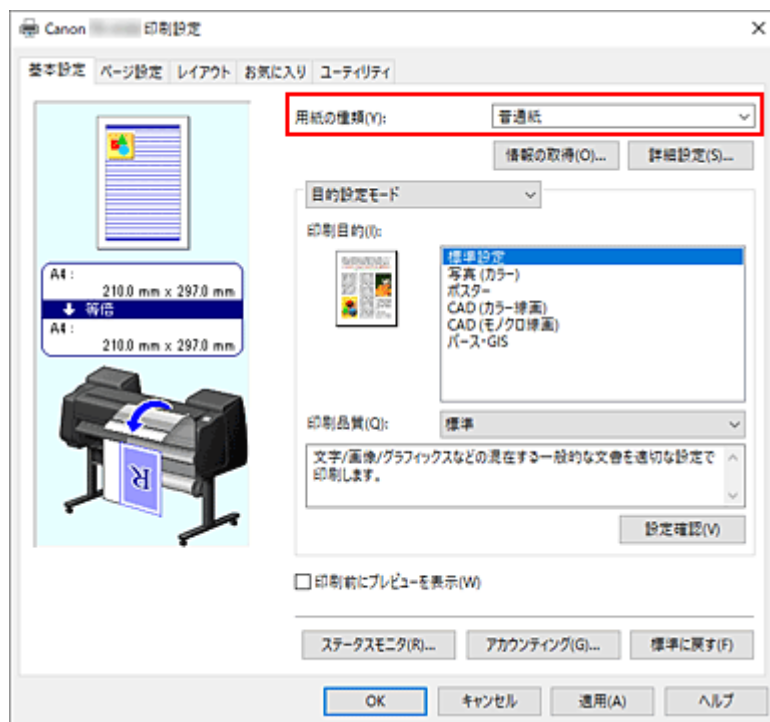 Canon 印刷設定
基本設定 ページ設定 レイアウト お気に入り ユーティリティ
用紙の種類(Y): 普通紙
情報の取得(O)... 詳細設定(S)...
目的設定モード
印刷目的(I):
標準設定
写真 (カラー)
ポスター
CAD (カラー線画)
CAD (モノクロ線画)
パース・GIS
A4 :
210.0 mm x 297.0 mm
等倍
A4 :
210.0 mm x 297.0 mm
R
印刷品質(Q): 標準
文字/画像/グラフィックスなどの混在する一般的な文書を適切な設定で
印刷します。
設定確認(V)
印刷前にプレビューを表示(W)
ステータスモニタ(R)... アカウンティング(G)... 標準に戻す(F)
OK キャンセル 適用(A) ヘルプ